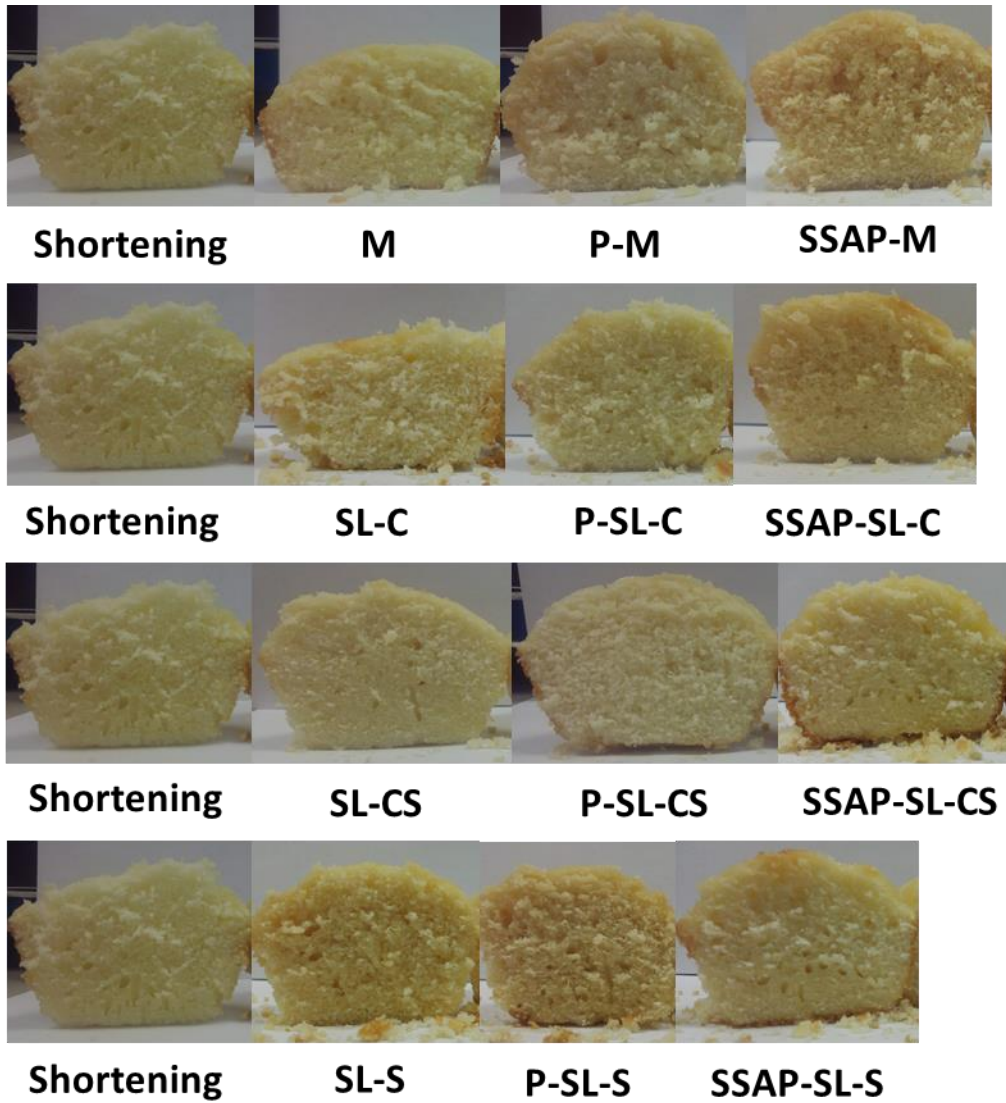 Shortening M P-M SSAP-M
Shortening SL-C P-SL-C SSAP-SL-C
Shortening SL-CS P-SL-CS SSAP-SL-CS
Shortening SL-S P-SL-S SSAP-SL-S